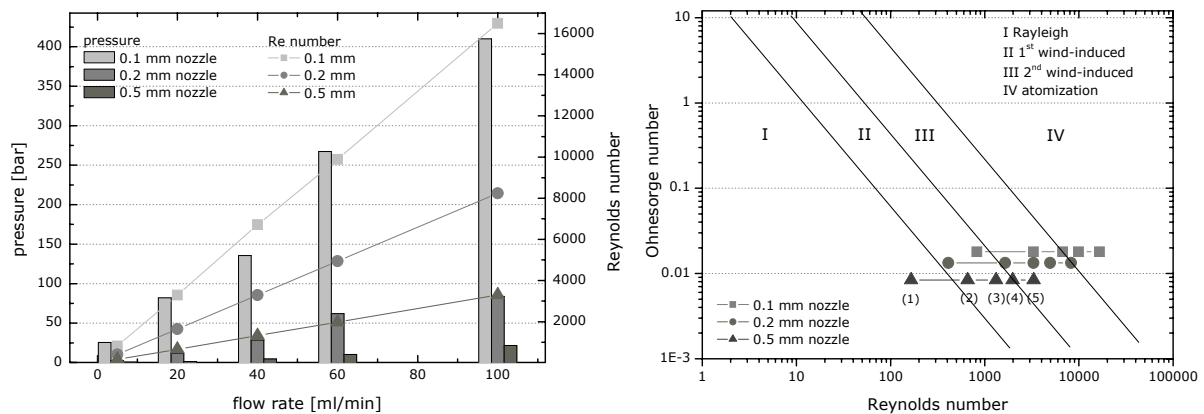 pressure
0.1 mm nozzle
0.2 mm nozzle
0.5 mm nozzle
Re number
0.1 mm
0.2 mm
0.5 mm
400
350
300
250
200
150
100
50
0
pressure [bar]
16000
14000
12000
10000
8000
6000
4000
2000
Reynolds number
0 20 40 60 80 100
flow rate [ml/min]
10
1
0.1
0.01
1E-3
Ohnesorge number
I Rayleigh
II 1st wind-induced
III 2nd wind-induced
IV atomization
I II III IV
(1) (2) (3) (4) (5)
0.1 mm nozzle
0.2 mm nozzle
0.5 mm nozzle
1 10 100 1000 10000 100000
Reynolds number